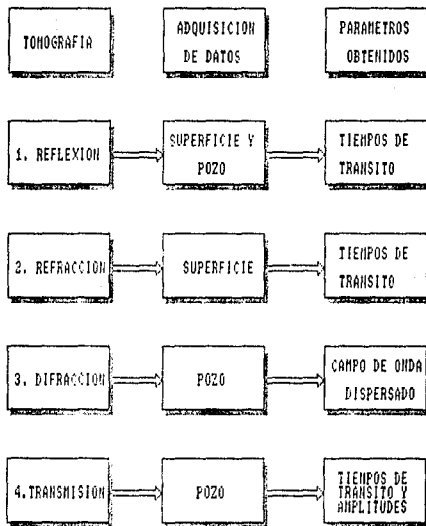 TOMOGRAFIA
ADQUISICION
DE DATOS
PARAMETROS
OBTENIDOS
1. REFLEXION
SUPERFICIE Y
POZO
TIEMPOS DE
TRANSITO
2. REFRACCION
SUPERFICIE
TIEMPOS DE
TRANSITO
3. DIFRACCION
POZO
CAMPO DE ONDA
DISPERSADO
4.TRANSMISION
POZO
TIEMPOS DE
TRANSITO Y
AMPLITUDES